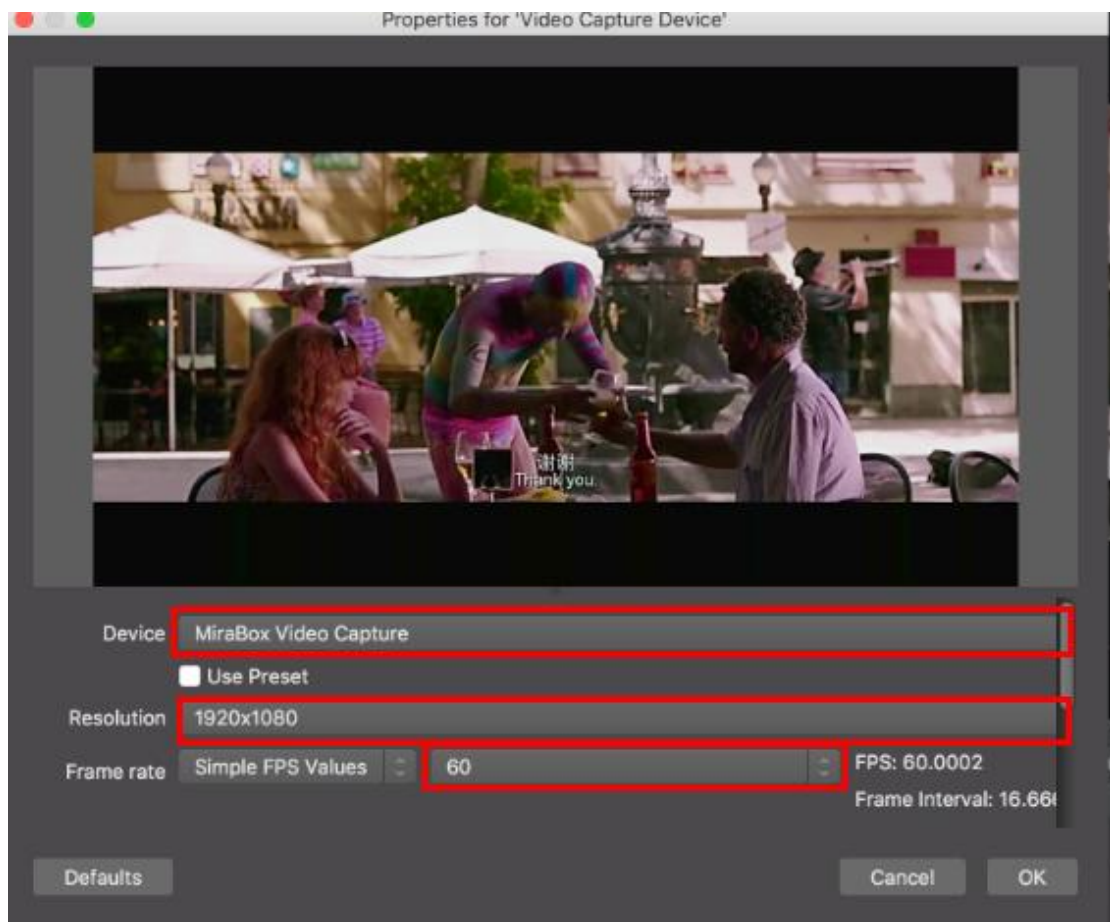 Properties for 'Video Capture Device'
谢谢
Thank you.
Device
MiraBox Video Capture
Use Preset
Resolution
1920x1080
Frame rate
Simple FPS Values
60
FPS: 60.0002
Frame Interval: 16.666
Defaults
Cancel
OK